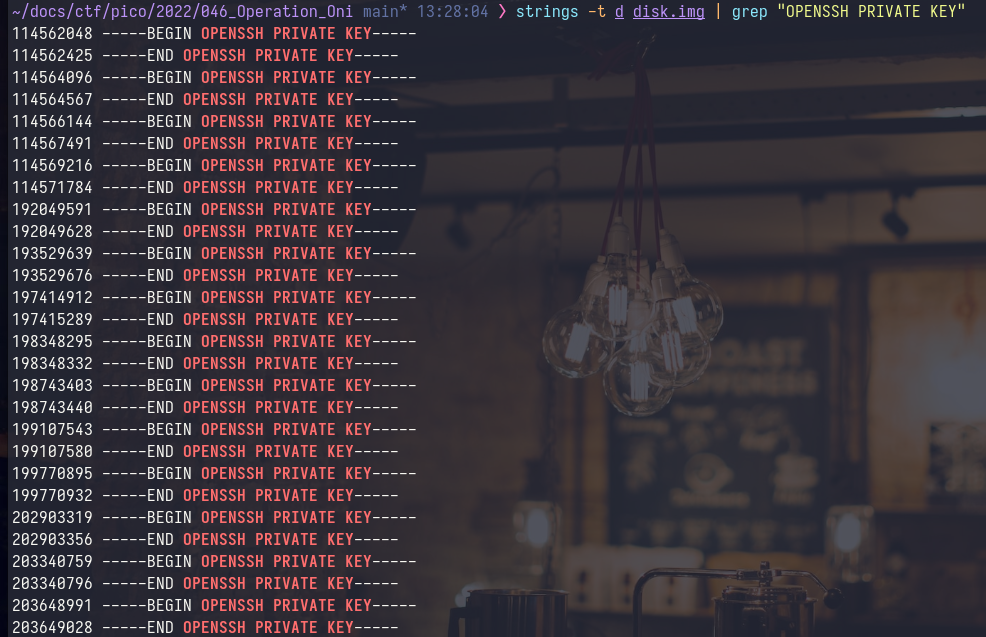 ~/docs/ctf/pico/2022/046_Operation_Oni main* 13:28:04 ❯ strings -t d disk.img | grep "OPENSSH PRIVATE KEY"
114562048 -----BEGIN OPENSSH PRIVATE KEY-----
114562425 -----END OPENSSH PRIVATE KEY-----
114564096 -----BEGIN OPENSSH PRIVATE KEY-----
114564567 -----END OPENSSH PRIVATE KEY-----
114566144 -----BEGIN OPENSSH PRIVATE KEY-----
114567491 -----END OPENSSH PRIVATE KEY-----
114569216 -----BEGIN OPENSSH PRIVATE KEY-----
114571784 -----END OPENSSH PRIVATE KEY-----
192049591 -----BEGIN OPENSSH PRIVATE KEY-----
192049628 -----END OPENSSH PRIVATE KEY-----
193529639 -----BEGIN OPENSSH PRIVATE KEY-----
193529676 -----END OPENSSH PRIVATE KEY-----
197414912 -----BEGIN OPENSSH PRIVATE KEY-----
197415289 -----END OPENSSH PRIVATE KEY-----
198348295 -----BEGIN OPENSSH PRIVATE KEY-----
198348332 -----END OPENSSH PRIVATE KEY-----
198743403 -----BEGIN OPENSSH PRIVATE KEY-----
198743440 -----END OPENSSH PRIVATE KEY-----
199107543 -----BEGIN OPENSSH PRIVATE KEY-----
199107580 -----END OPENSSH PRIVATE KEY-----
199770895 -----BEGIN OPENSSH PRIVATE KEY-----
199770932 -----END OPENSSH PRIVATE KEY-----
202903319 -----BEGIN OPENSSH PRIVATE KEY-----
202903356 -----END OPENSSH PRIVATE KEY-----
203340759 -----BEGIN OPENSSH PRIVATE KEY-----
203340796 -----END OPENSSH PRIVATE KEY-----
203648991 -----BEGIN OPENSSH PRIVATE KEY-----
203649028 -----END OPENSSH PRIVATE KEY-----